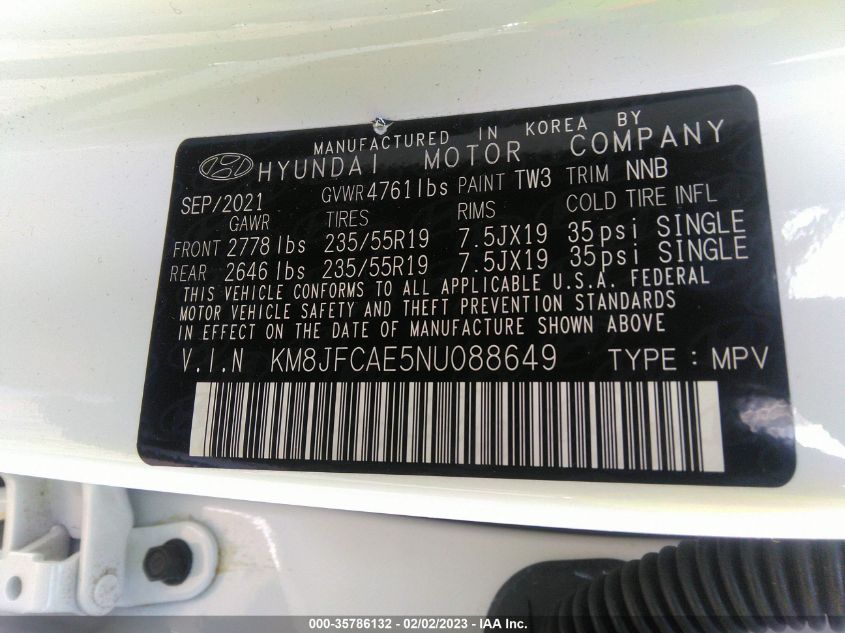 MANUFACTURED IN KOREA BY
HYUNDAI MOTOR COMPANY
SEP/2021 GVWR 4761 lbs PAINT TW3 TRIM NNB
GAWR TIRES RIMS COLD TIRE INFL
FRONT 2778 lbs 235/55R19 7.5JX19 35psi SINGLE
REAR 2646 lbs 235/55R19 7.5JX19 35psi SINGLE
THIS VEHICLE CONFORMS TO ALL APPLICABLE U.S.A. FEDERAL
MOTOR VEHICLE SAFETY AND THEFT PREVENTION STANDARDS
IN EFFECT ON THE DATE OF MANUFACTURE SHOWN ABOVE
V.I.N KM8JFCAE5NU088649 TYPE : MPV
000-35786132 - 02/02/2023 - IAA Inc.